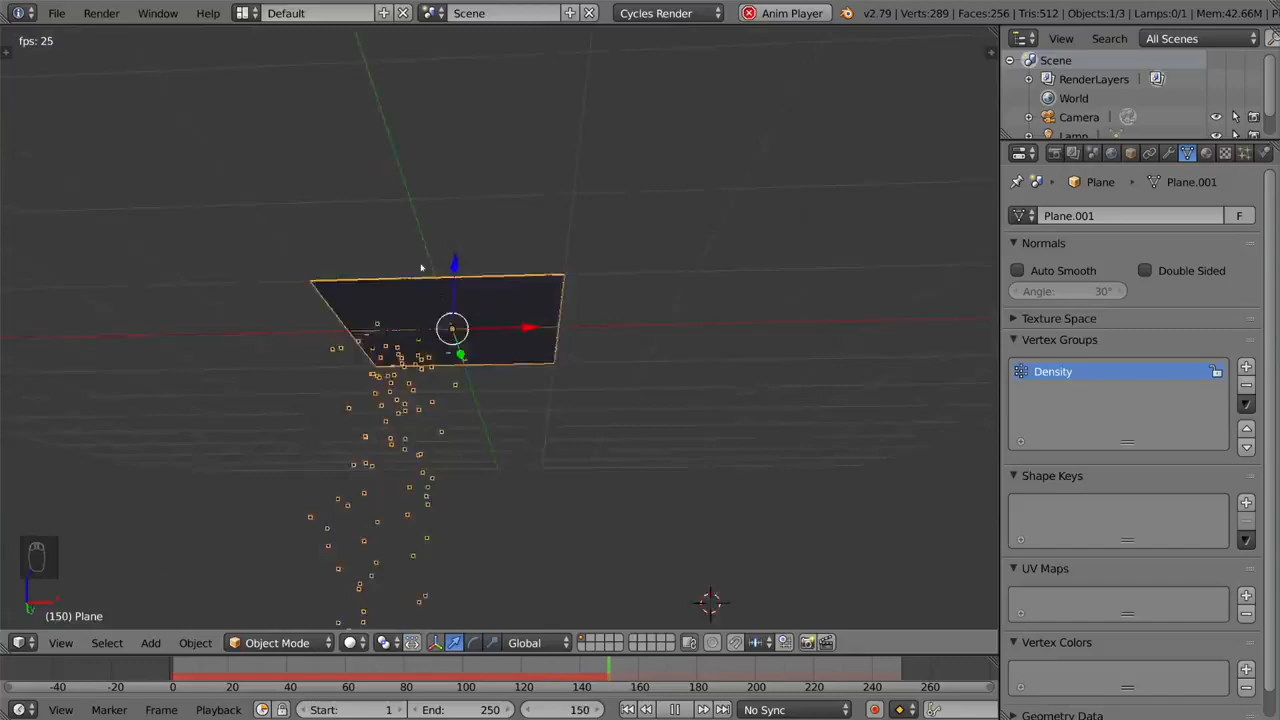 File Render Window Help Default Scene Cycles Render Anim Player v2.79 | Verts:289 | Faces:256 | Tris:512 | Objects:1/3 | Lamps:0/1 | Mem:42.66M |
fps: 25
View Search All Scenes
Scene
RenderLayers
World
Camera
Lamp
Plane Plane.001
Plane.001 F
Normals
Auto Smooth Double Sided
Angle: 30°
Texture Space
Vertex Groups
Density
Shape Keys
UV Maps
Vertex Colors
Geometry Data
(150) Plane
View Select Add Object Object Mode Global
-40 -20 0 20 40 60 80 100 120 140 160 180 200 220 240 260
View Marker Frame Playback Start: 1 End: 250 150 No Sync